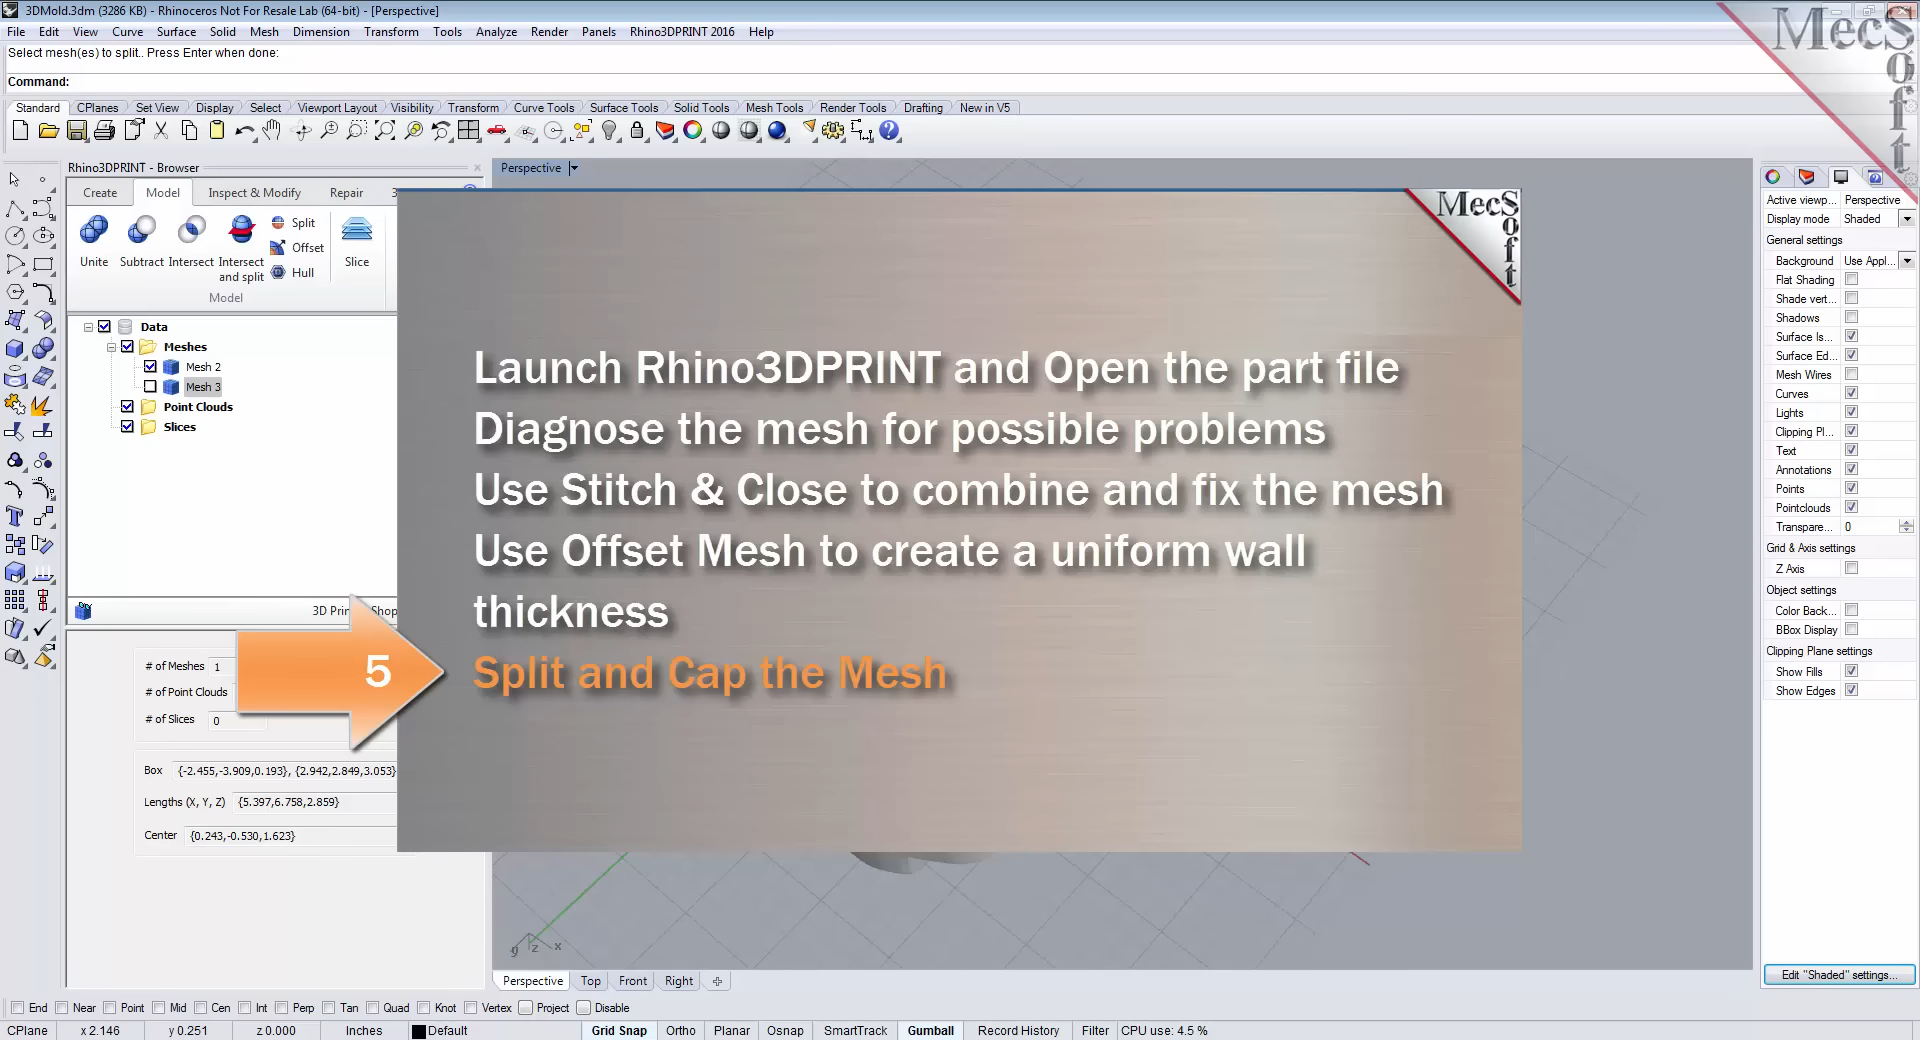 3DMold.3dm (3286 KB) - Rhinoceros Not For Resale Lab (64-bit) - [Perspective]
File Edit View Curve Surface Solid Mesh Dimension Transform Tools Analyze Render Panels Rhino3DPRINT 2016 Help
Select mesh(es) to split.. Press Enter when done:
Command:
Standard CPlanes Set View Display Select Viewport Layout Visibility Transform Curve Tools Surface Tools Solid Tools Mesh Tools Render Tools Drafting New in V5
MecSoft
Rhino3DPRINT - Browser
Create Model Inspect & Modify Repair
Unite Subtract Intersect Intersect and split
Split
Offset
Hull
Slice
Model
Data
Meshes
Mesh 2
Mesh 3
Point Clouds
Slices
3D Print Shop
# of Meshes 1
# of Point Clouds
# of Slices 0
Box {-2.455,-3.909,0.193}, {2.942,2.849,3.053}
Lengths (X, Y, Z) {5.397,6.758,2.859}
Center {0.243,-0.530,1.623}
Perspective
MecSoft
Launch Rhino3DPRINT and Open the part file
Diagnose the mesh for possible problems
Use Stitch & Close to combine and fix the mesh
Use Offset Mesh to create a uniform wall
thickness
5
Split and Cap the Mesh
y z x
Active viewp... Perspective
Display mode Shaded
General settings
Background Use Appl...
Flat Shading
Shade vert...
Shadows
Surface Is...
Surface Ed...
Mesh Wires
Curves
Lights
Clipping Pl...
Text
Annotations
Points
Pointclouds
Transpare... 0
Grid & Axis settings
Z Axis
Object settings
Color Back...
BBox Display
Clipping Plane settings
Show Fills
Show Edges
Edit "Shaded" settings...
Perspective Top Front Right
End Near Point Mid Cen Int Perp Tan Quad Knot Vertex Project Disable
CPlane x 2.146 y 0.251 z 0.000 Inches Default Grid Snap Ortho Planar Osnap SmartTrack Gumball Record History Filter CPU use: 4.5 %